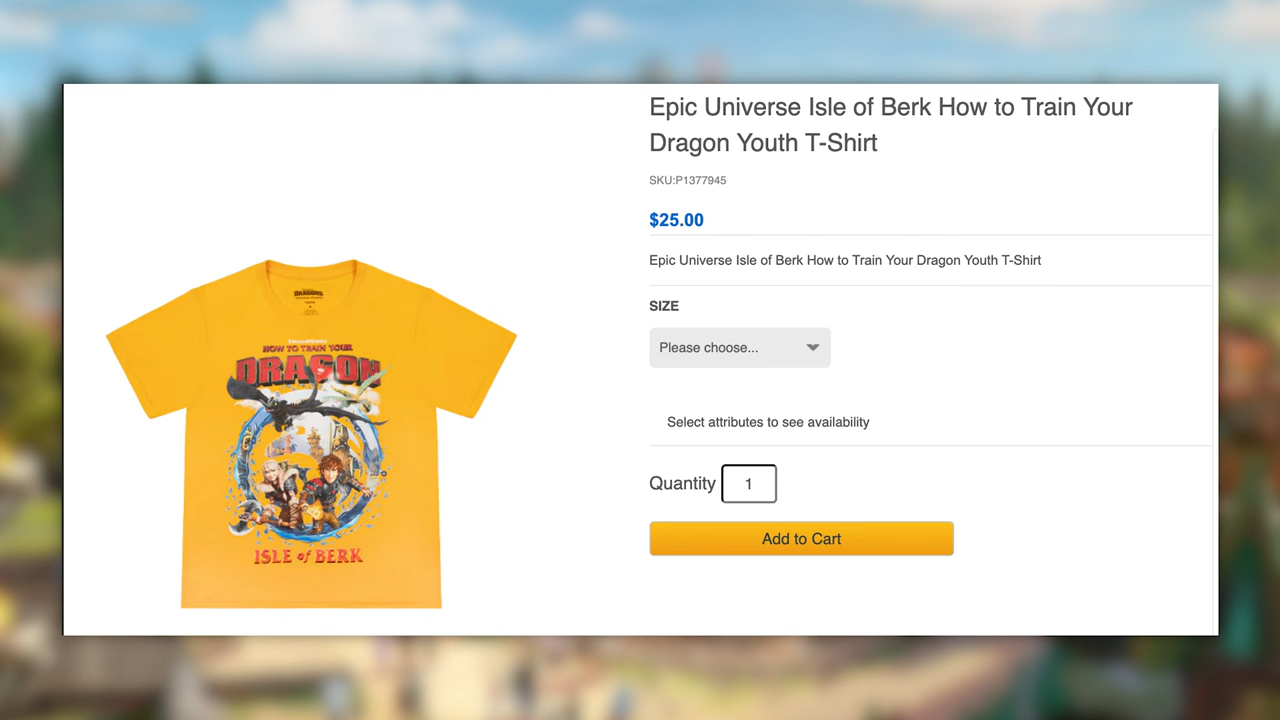 Epic Universe Isle of Berk How to Train Your
Dragon Youth T-Shirt
SKU:P1377945
$25.00
Epic Universe Isle of Berk How to Train Your Dragon Youth T-Shirt
SIZE
Please choose...
Select attributes to see availability
Quantity 1
Add to Cart
DRAGONS
HOW TO TRAIN YOUR
DRAGON
ISLE of BERK